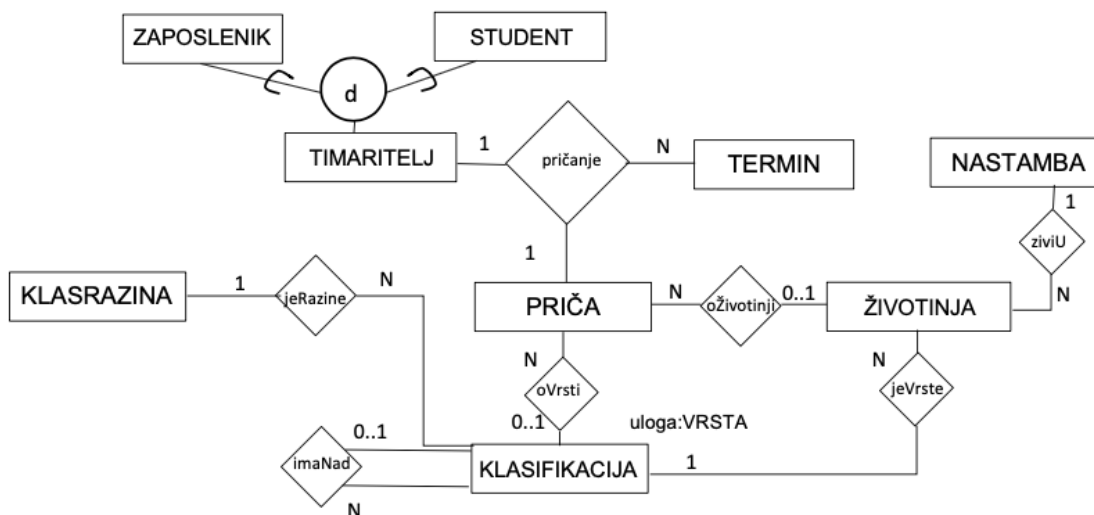 ZAPOSLENIK
STUDENT
d
TIMARITELJ
1
pričanje
N
TERMIN
NASTAMBA
1
živiU
N
1
KLASRAZINA
1
jeRazine
N
PRIČA
N
oŽivotinji
0..1
ŽIVOTINJA
N
oVrsti
0..1
N
jeVrste
uloga:VRSTA
0..1
imaNad
N
KLASIFIKACIJA
1